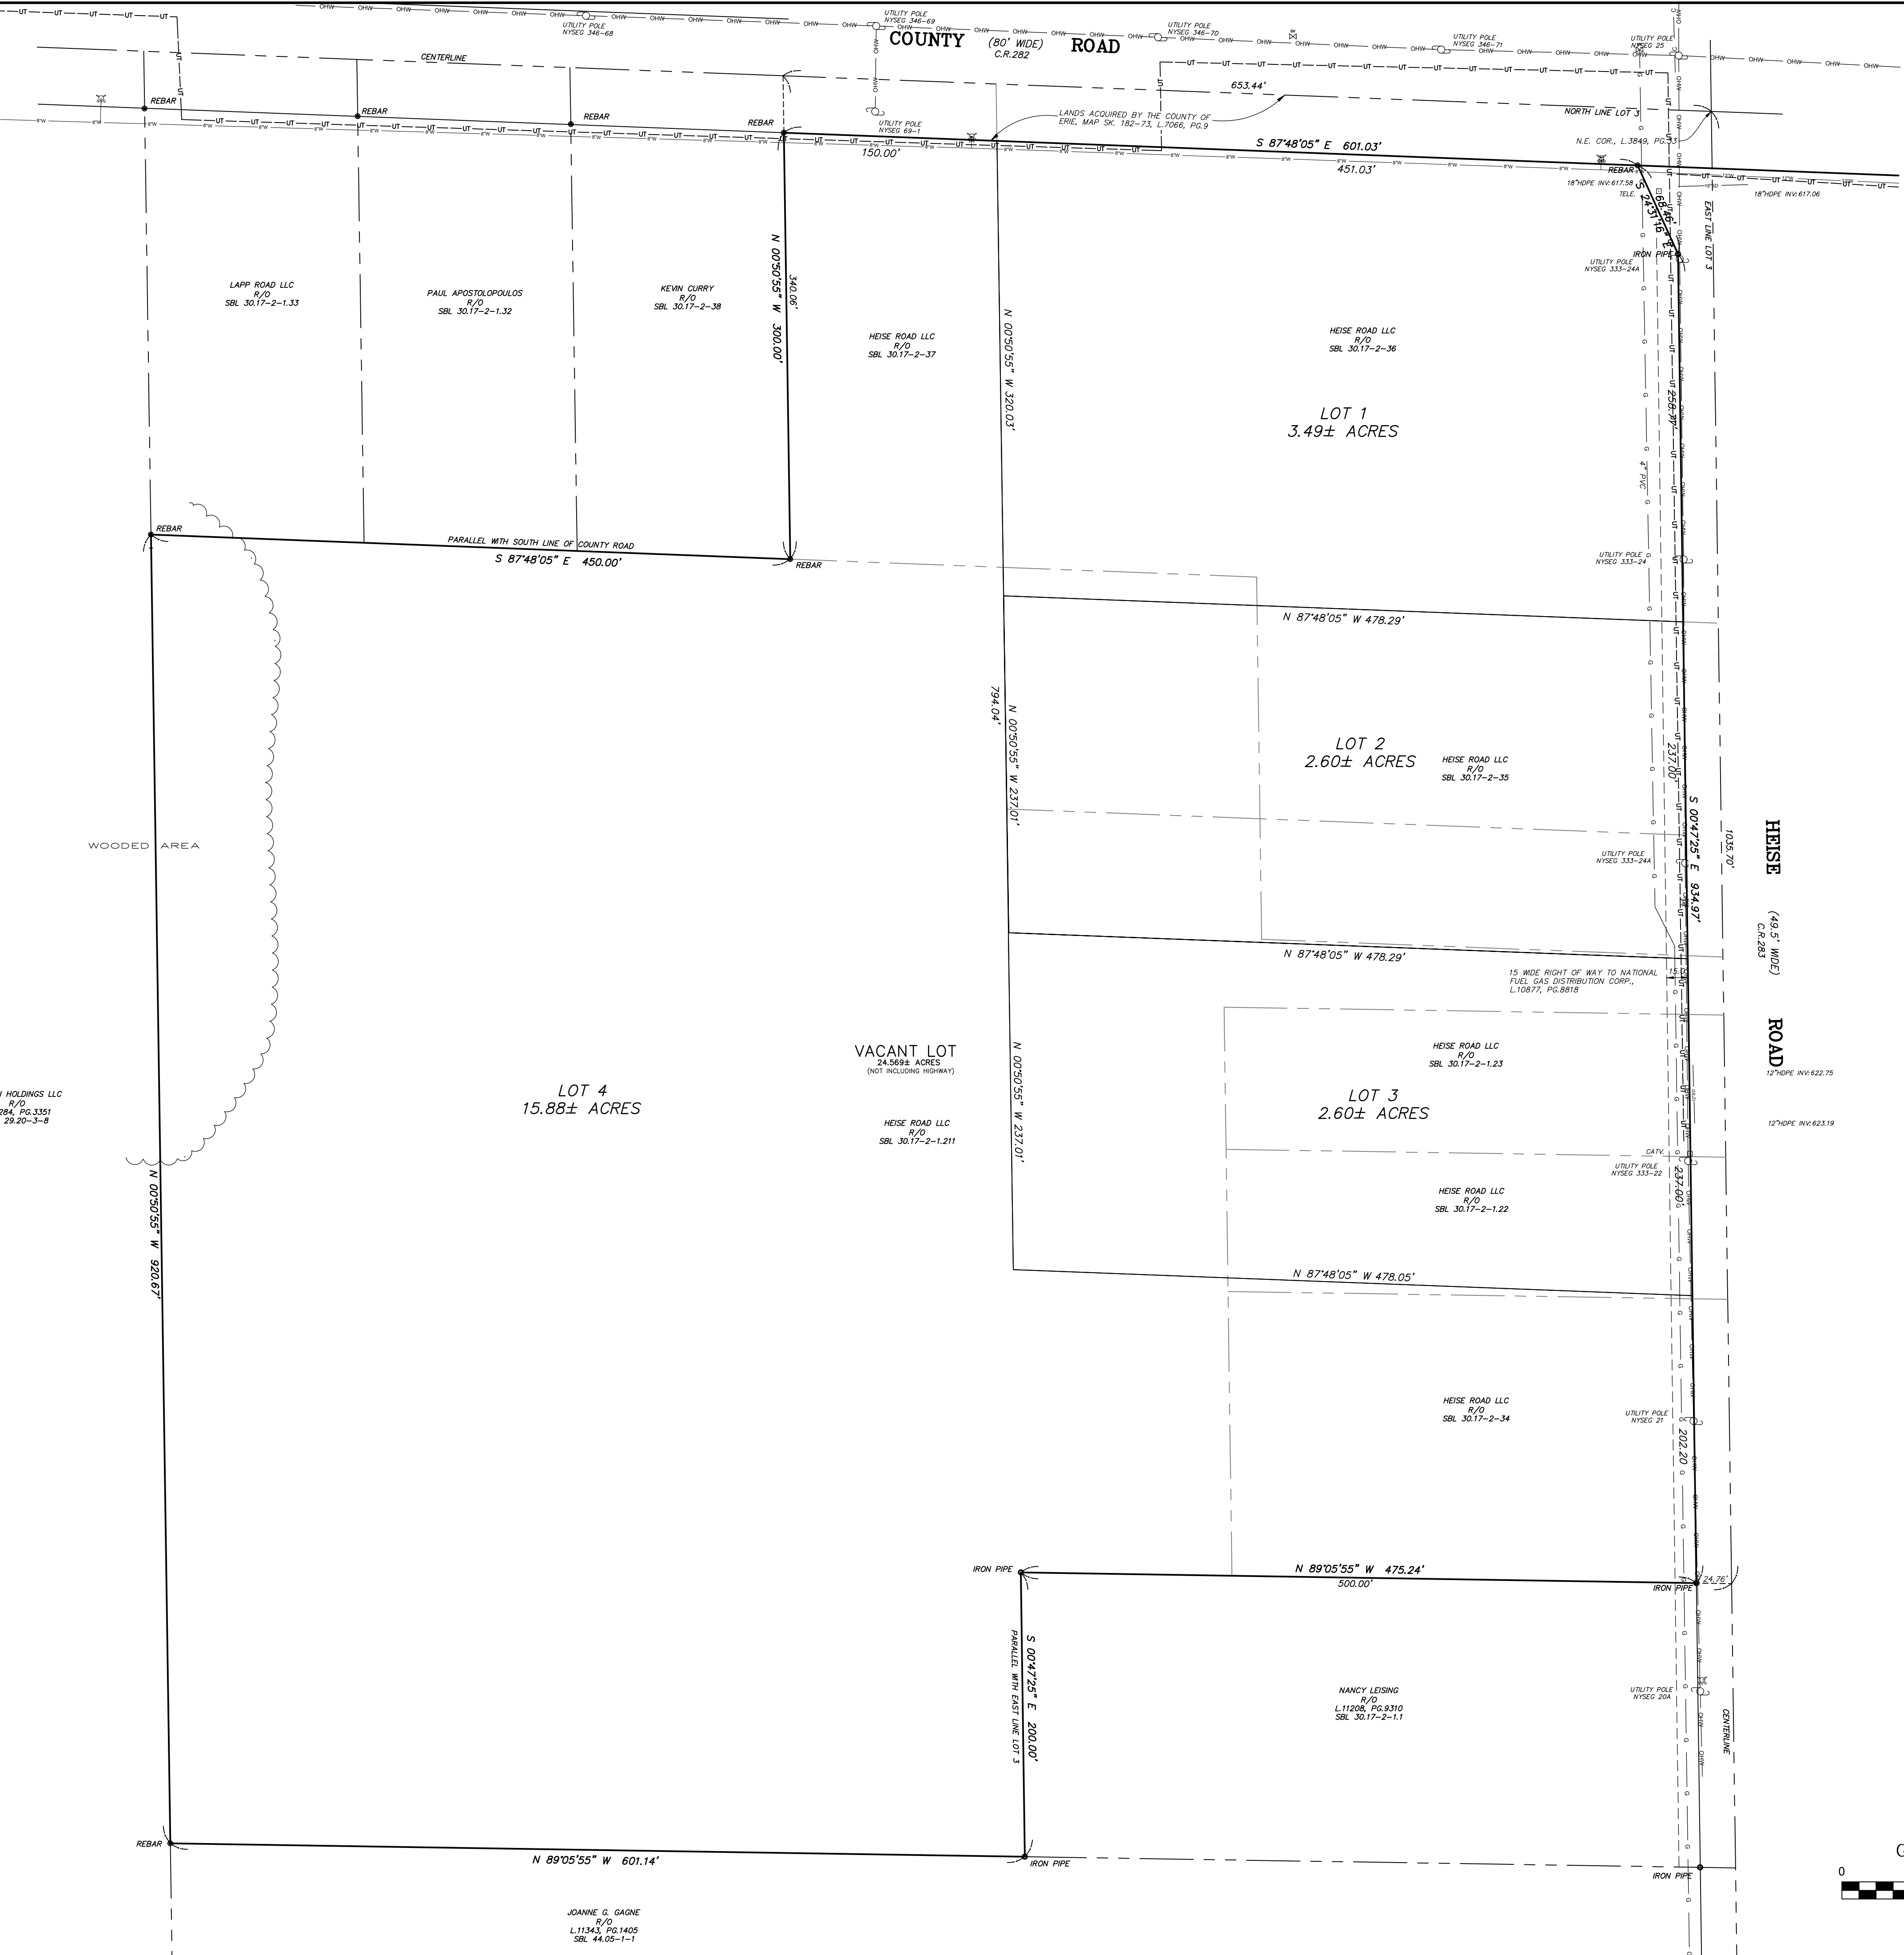 UTILITY POLE
NYSEG 346-68
UTILITY POLE
NYSEG 346-69
COUNTY (80' WIDE) ROAD
C.R.282
UTILITY POLE
NYSEG 346-70
UTILITY POLE
NYSEG 346-71
UTILITY POLE
NYSEG 25
CENTERLINE
653.44'
NORTH LINE LOT 3
REBAR
REBAR
REBAR
REBAR
UTILITY POLE
NYSEG 69-1
LANDS ACQUIRED BY THE COUNTY OF
ERIE, MAP SK. 182-73, L.7066, PG.9
N.E. COR., L.3849, PG.33
150.00'
S 87°48'05" E 601.03'
451.03'
REBAR
18"HDPE INV:617.58
TELE.
18"HDPE INV:617.06
68.46'
S 24°31'16" E
EAST LINE LOT 3
IRON PIPE
UTILITY POLE
NYSEG 333-24A
LAPP ROAD LLC
R/O
SBL 30.17-2-1.33
PAUL APOSTOLOPOULOS
R/O
SBL 30.17-2-1.32
KEVIN CURRY
R/O
SBL 30.17-2-38
N 00°50'55" W 300.00'
340.06'
HEISE ROAD LLC
R/O
SBL 30.17-2-37
N 00°50'55" W 320.03'
HEISE ROAD LLC
R/O
SBL 30.17-2-36
LOT 1
3.49± ACRES
258.77'
4" PVC
UTILITY POLE
NYSEG 333-24
REBAR
PARALLEL WITH SOUTH LINE OF COUNTY ROAD
S 87°48'05" E 450.00'
REBAR
N 87°48'05" W 478.29'
794.04'
N 00°50'55" W 237.01'
LOT 2
2.60± ACRES
HEISE ROAD LLC
R/O
SBL 30.17-2-35
237.00'
S 00°47'25" E 934.97'
1035.70'
HEISE (49.5' WIDE) ROAD
C.R.283
WOODED AREA
UTILITY POLE
NYSEG 333-24A
N 87°48'05" W 478.29'
15 WIDE RIGHT OF WAY TO NATIONAL
FUEL GAS DISTRIBUTION CORP.,
L.10877, PG.8818
15.0'
VACANT LOT
24.569± ACRES
(NOT INCLUDING HIGHWAY)
HEISE ROAD LLC
R/O
SBL 30.17-2-1.211
LOT 4
15.88± ACRES
HOLDINGS LLC
R/O
284, PG.3351
29.20-3-8
N 00°50'55" W 237.01'
HEISE ROAD LLC
R/O
SBL 30.17-2-1.23
LOT 3
2.60± ACRES
12"HDPE INV:622.75
12"HDPE INV:623.19
CATV.
UTILITY POLE
NYSEG 333-22
237.00'
HEISE ROAD LLC
R/O
SBL 30.17-2-1.22
N 00°50'55" W 920.67'
N 87°48'05" W 478.05'
HEISE ROAD LLC
R/O
SBL 30.17-2-34
UTILITY POLE
NYSEG 21
202.20
IRON PIPE
N 89°05'55" W 475.24'
500.00'
24.76'
IRON PIPE
PARALLEL WITH EAST LINE LOT 3
S 00°47'25" E 200.00'
NANCY LEISING
R/O
L.11208, PG.9310
SBL 30.17-2-1.1
UTILITY POLE
NYSEG 20A
CENTERLINE
REBAR
N 89°05'55" W 601.14'
IRON PIPE
IRON PIPE
0
JOANNE G. GAGNE
R/O
L.11343, PG.1405
SBL 44.05-1-1